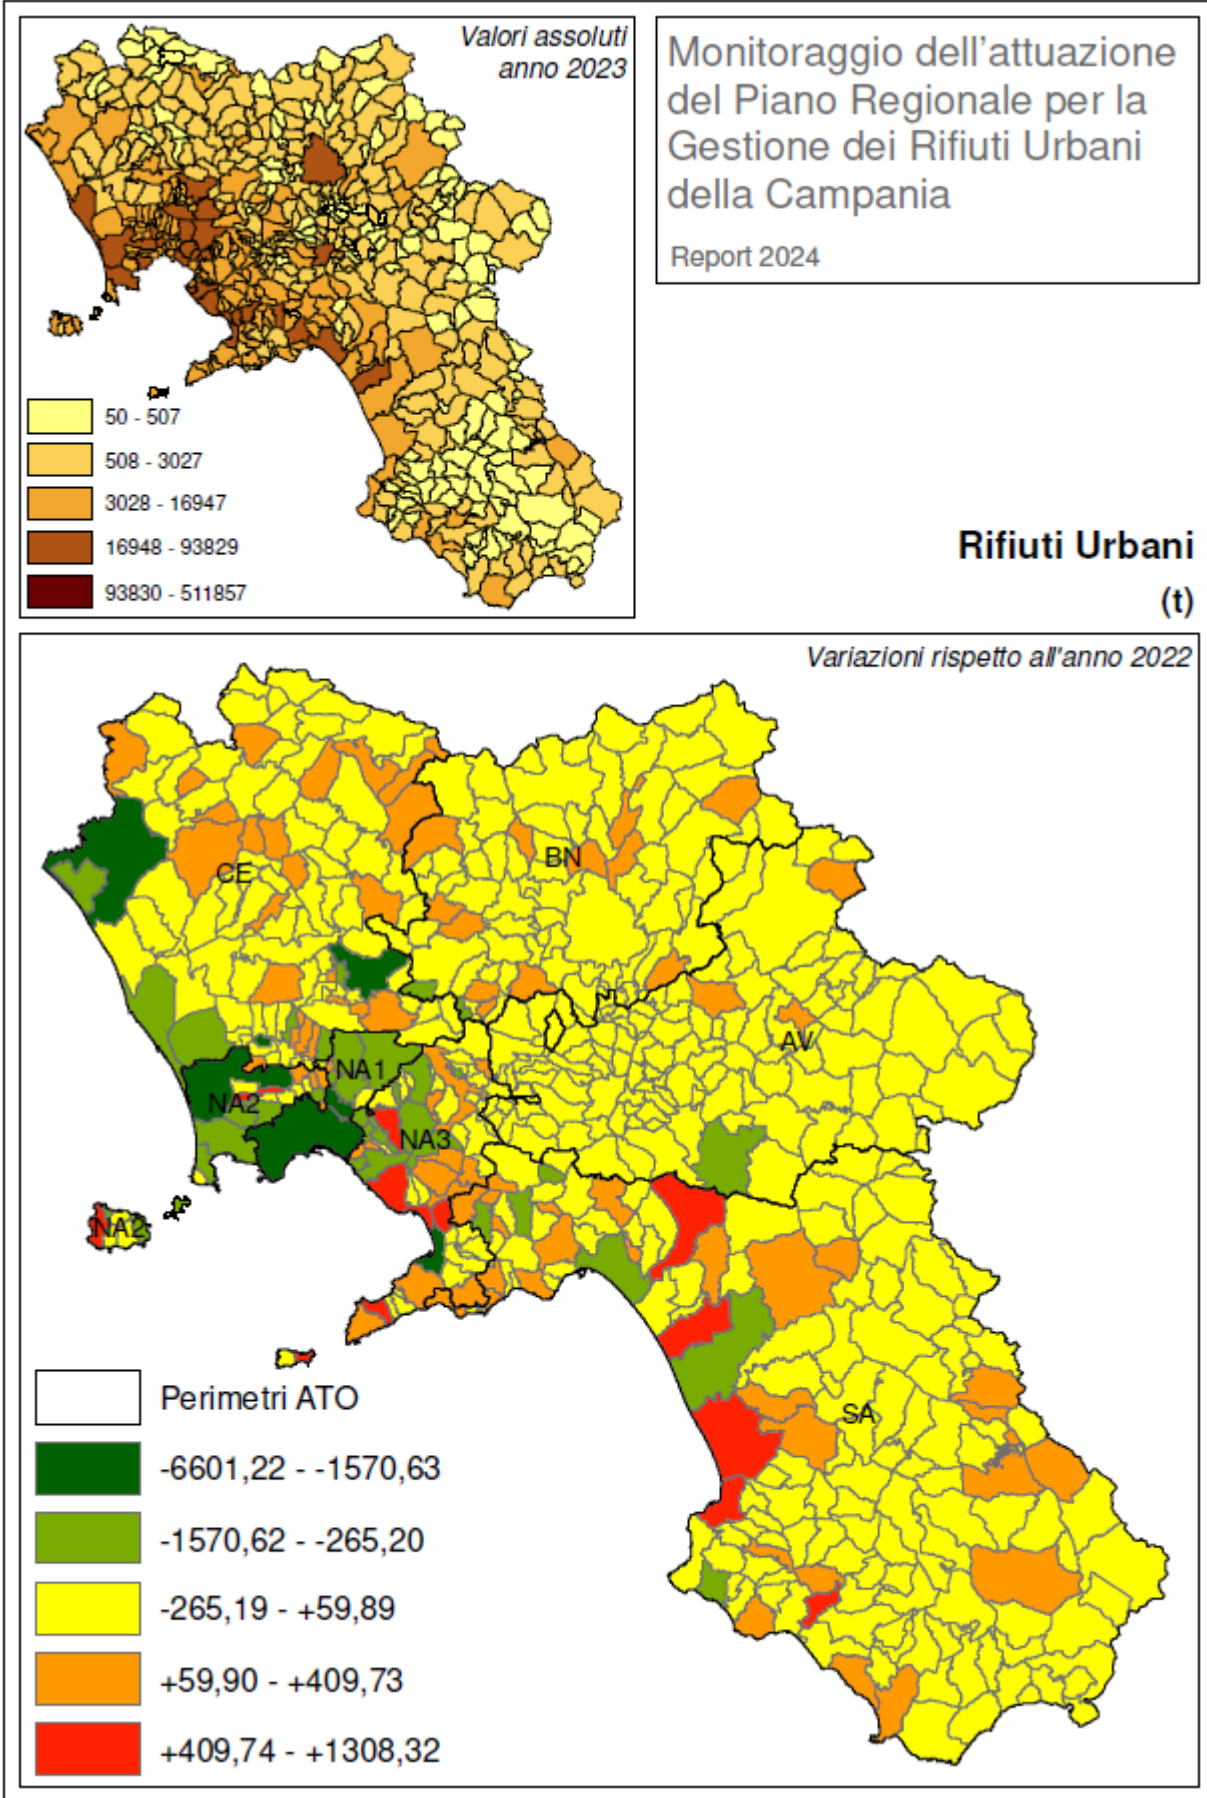 Valori assoluti
anno 2023
50 - 507
508 - 3027
3028 - 16947
16948 - 93829
93830 - 511857
Monitoraggio dell'attuazione
del Piano Regionale per la
Gestione dei Rifiuti Urbani
della Campania
Report 2024
Rifiuti Urbani
(t)
Variazioni rispetto all'anno 2022
BN
CE
AV
NA1
NA2
NA3
NA2
SA
Perimetri ATO
-6601,22 - -1570,63
-1570,62 - -265,20
-265,19 - +59,89
+59,90 - +409,73
+409,74 - +1308,32